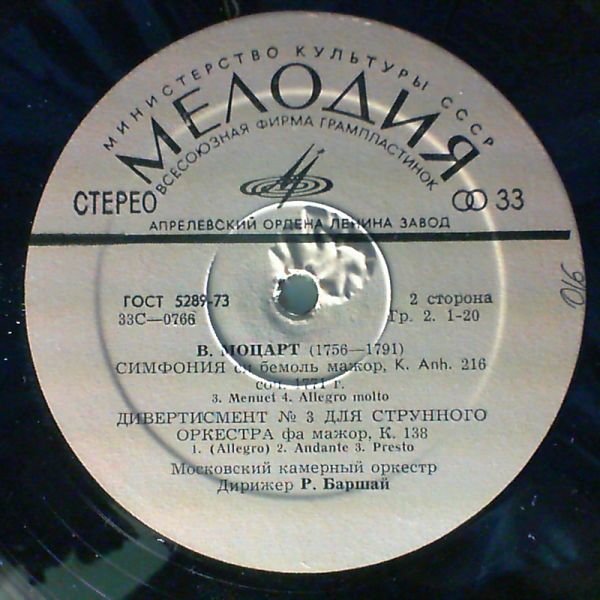 МИНИСТЕРСТВО КУЛЬТУРЫ СССР
МЕЛОДИЯ
ВСЕСОЮЗНАЯ ФИРМА ГРАМПЛАСТИНОК
СТЕРЕО 33
АПРЕЛЕВСКИЙ ОРДЕНА ЛЕНИНА ЗАВОД
ГОСТ 5289-73 2 сторона
33С—0766 Гр. 2. 1-20
В. МОЦАРТ (1756—1791)
СИМФОНИЯ си бемоль мажор, К. Anh. 216
соч. 1771 г.
3. Menuet 4. Allegro molto
ДИВЕРТИСМЕНТ № 3 ДЛЯ СТРУННОГО
ОРКЕСТРА фа мажор, К. 138
1. (Allegro) 2. Andante 3. Presto
Московский камерный оркестр
Дирижер Р. Баршай